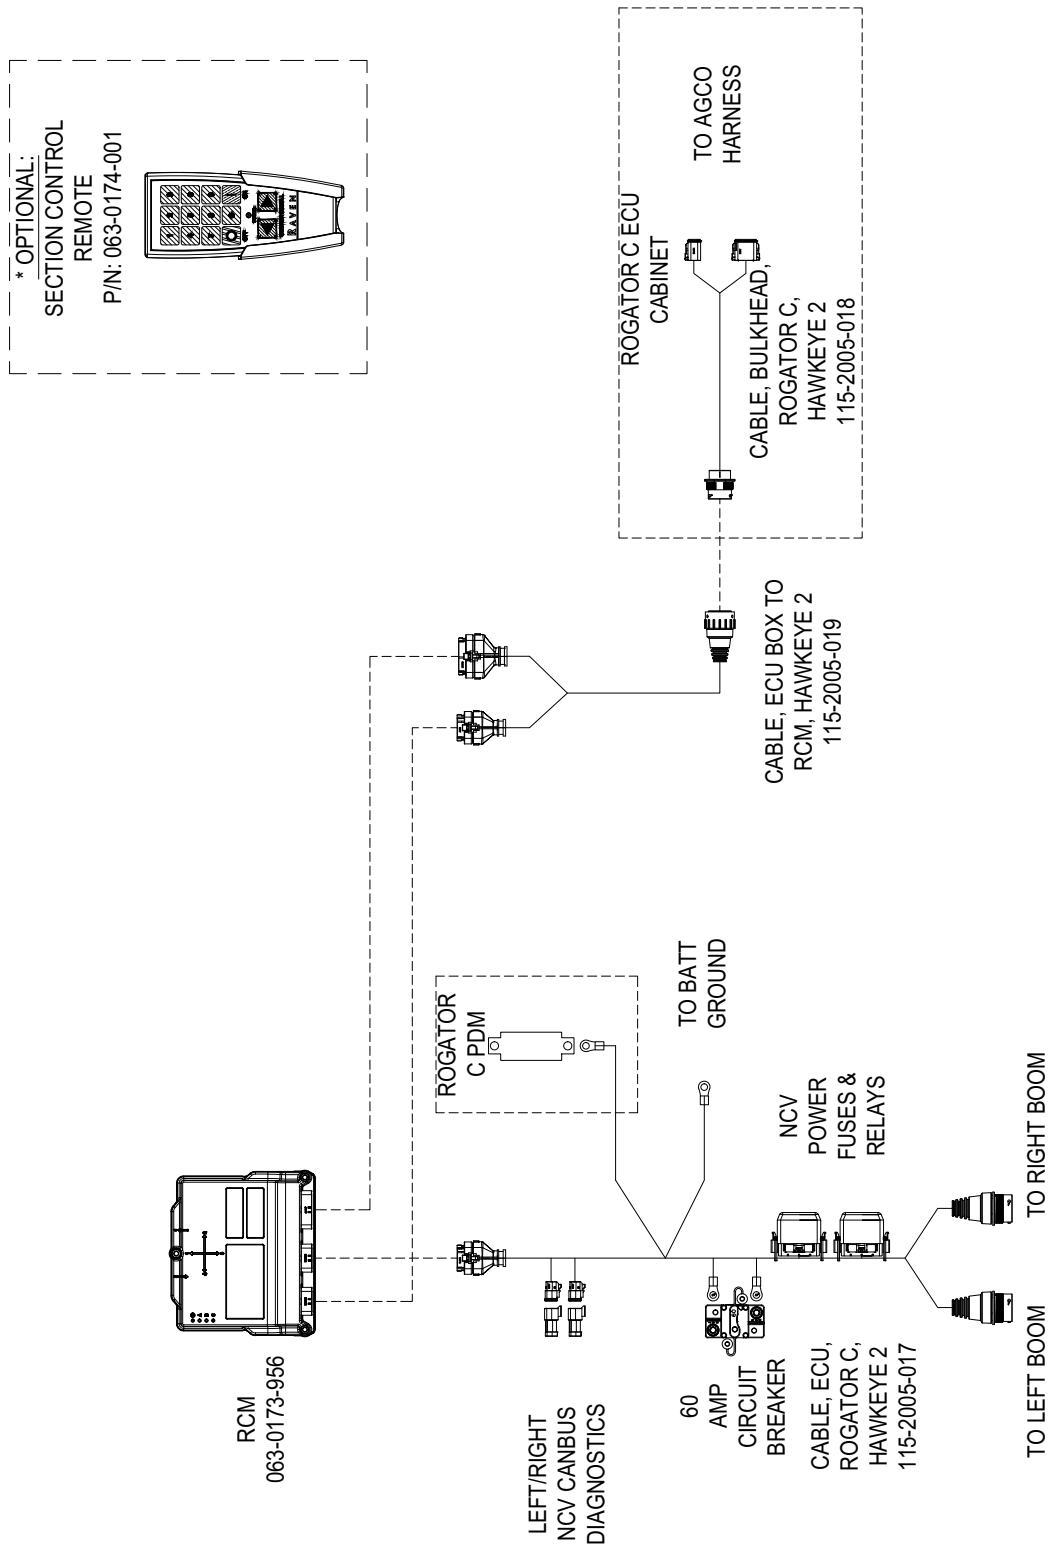 * OPTIONAL:
SECTION CONTROL
REMOTE
P/N: 063-0174-001
RAVEN
ROGATOR C ECU
CABINET
TO AGCO
HARNESS
CABLE, BULKHEAD,
ROGATOR C,
HAWKEYE 2
115-2005-018
CABLE, ECU BOX TO
RCM, HAWKEYE 2
115-2005-019
RCM
063-0173-956
ROGATOR
C PDM
TO BATT
GROUND
LEFT/RIGHT
NCV CANBUS
DIAGNOSTICS
60
AMP
CIRCUIT
BREAKER
NCV
POWER
FUSES &
RELAYS
CABLE, ECU,
ROGATOR C,
HAWKEYE 2
115-2005-017
TO LEFT BOOM
TO RIGHT BOOM